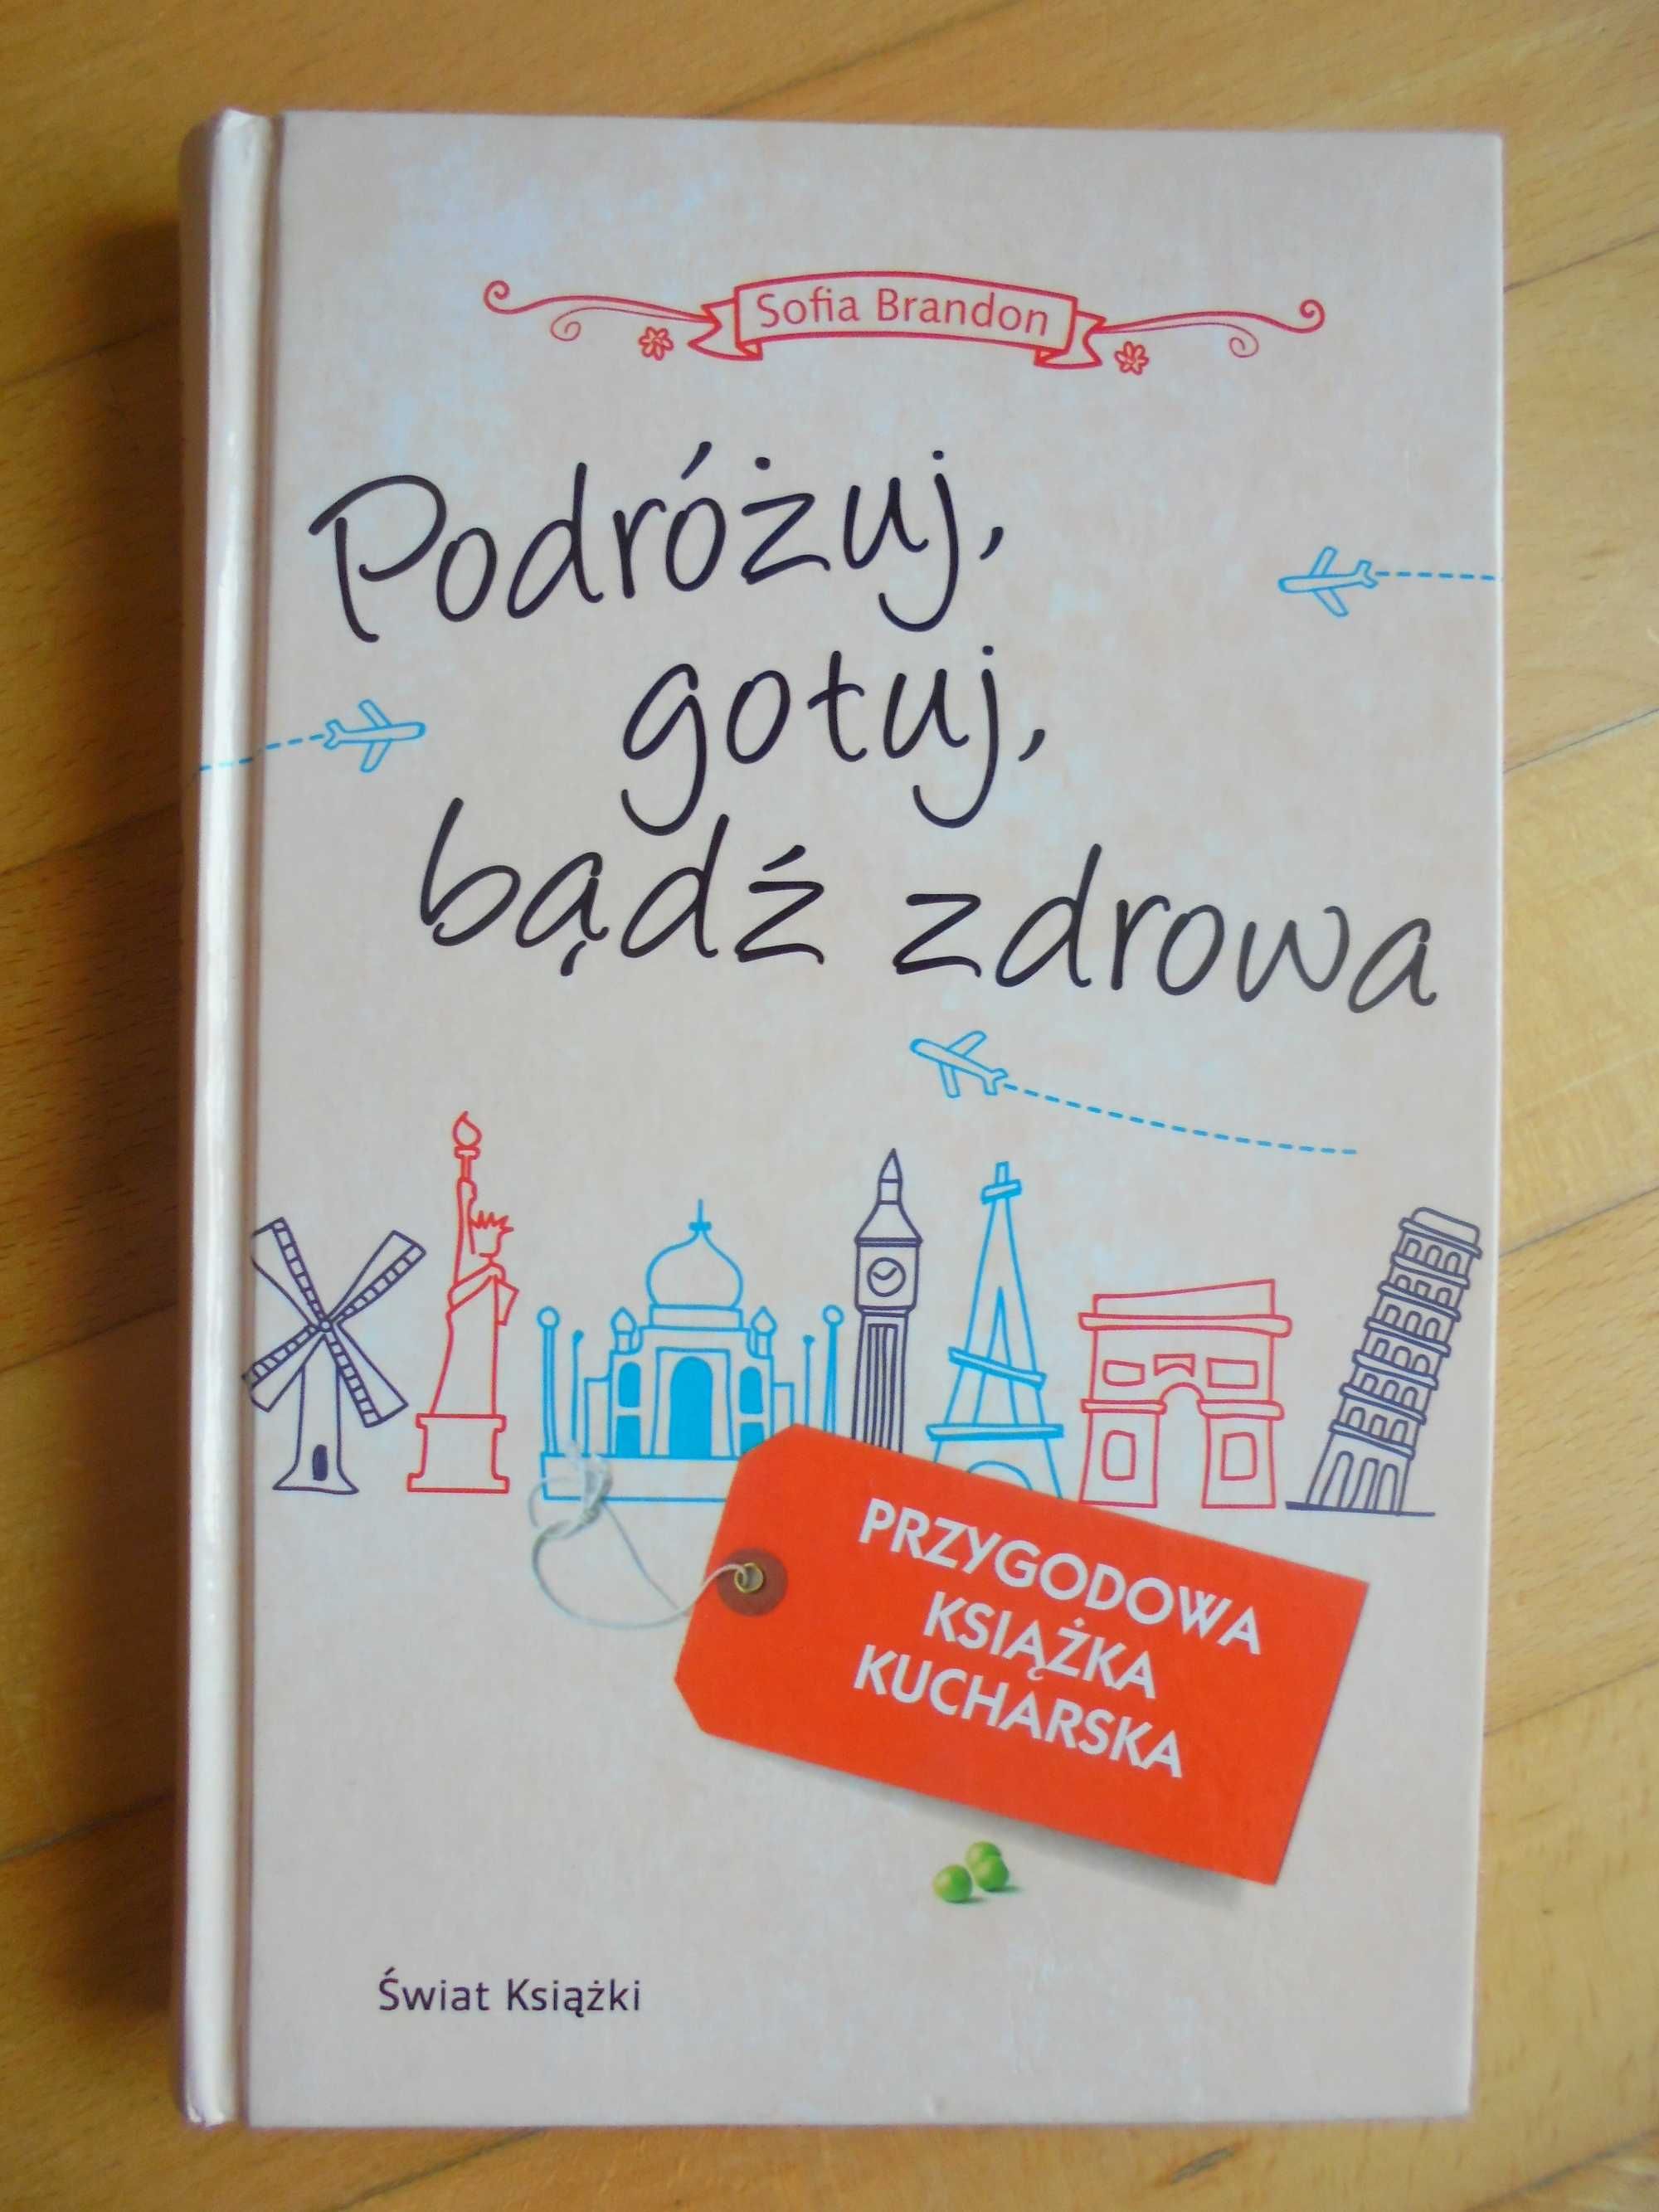 Sofia Brandon
Podróżuj,
gotuj,
bądź zdrowa
PRZYGODOWA
KSIĄŻKA
KUCHARSKA
Świat Książki